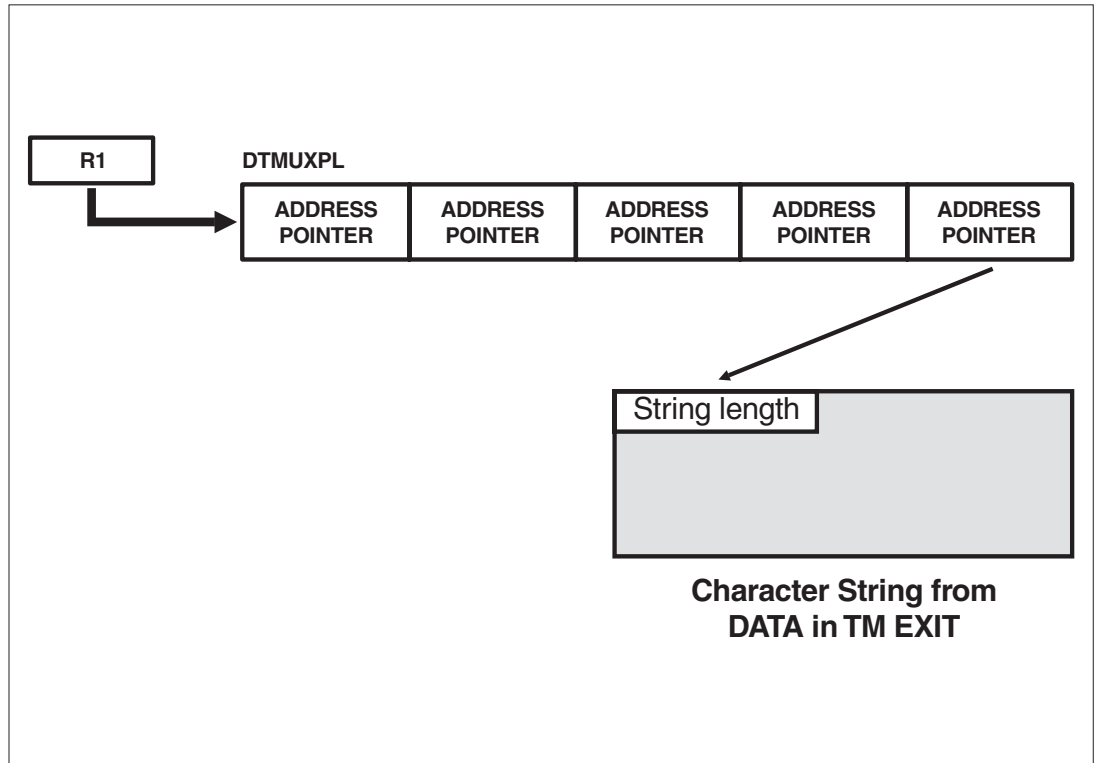 R1
DTMUXPL
ADDRESS POINTER
ADDRESS POINTER
ADDRESS POINTER
ADDRESS POINTER
ADDRESS POINTER
String length
Character String from
DATA in TM EXIT